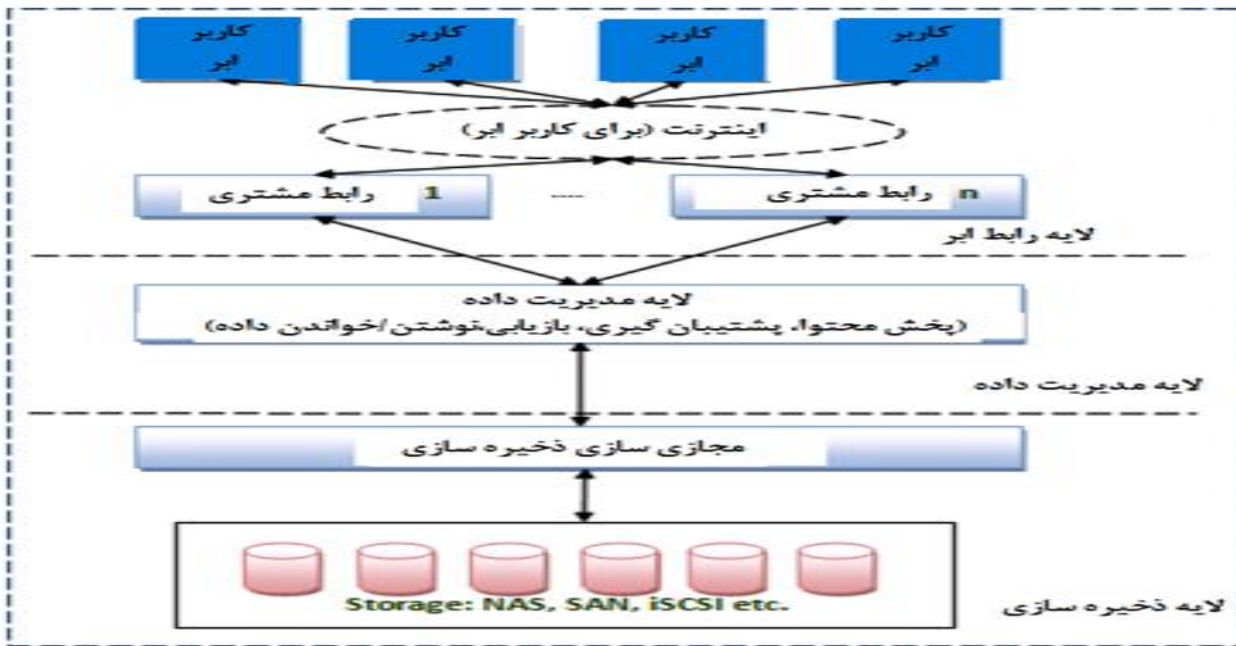 کاربر
ابر
کاربر
ابر
کاربر
ابر
کاربر
ابر
اینترنت (برای کاربر ابر)
رابط مشتری 1
....
رابط مشتری n
لایه رابط ابر
لایه مدیریت داده
(پخش محتوا، پشتیبان گیری، بازیابی،نوشتن/خواندن داده)
لایه مدیریت داده
مجازی سازی ذخیره سازی
Storage: NAS, SAN, iSCSI etc.
لایه ذخیره سازی